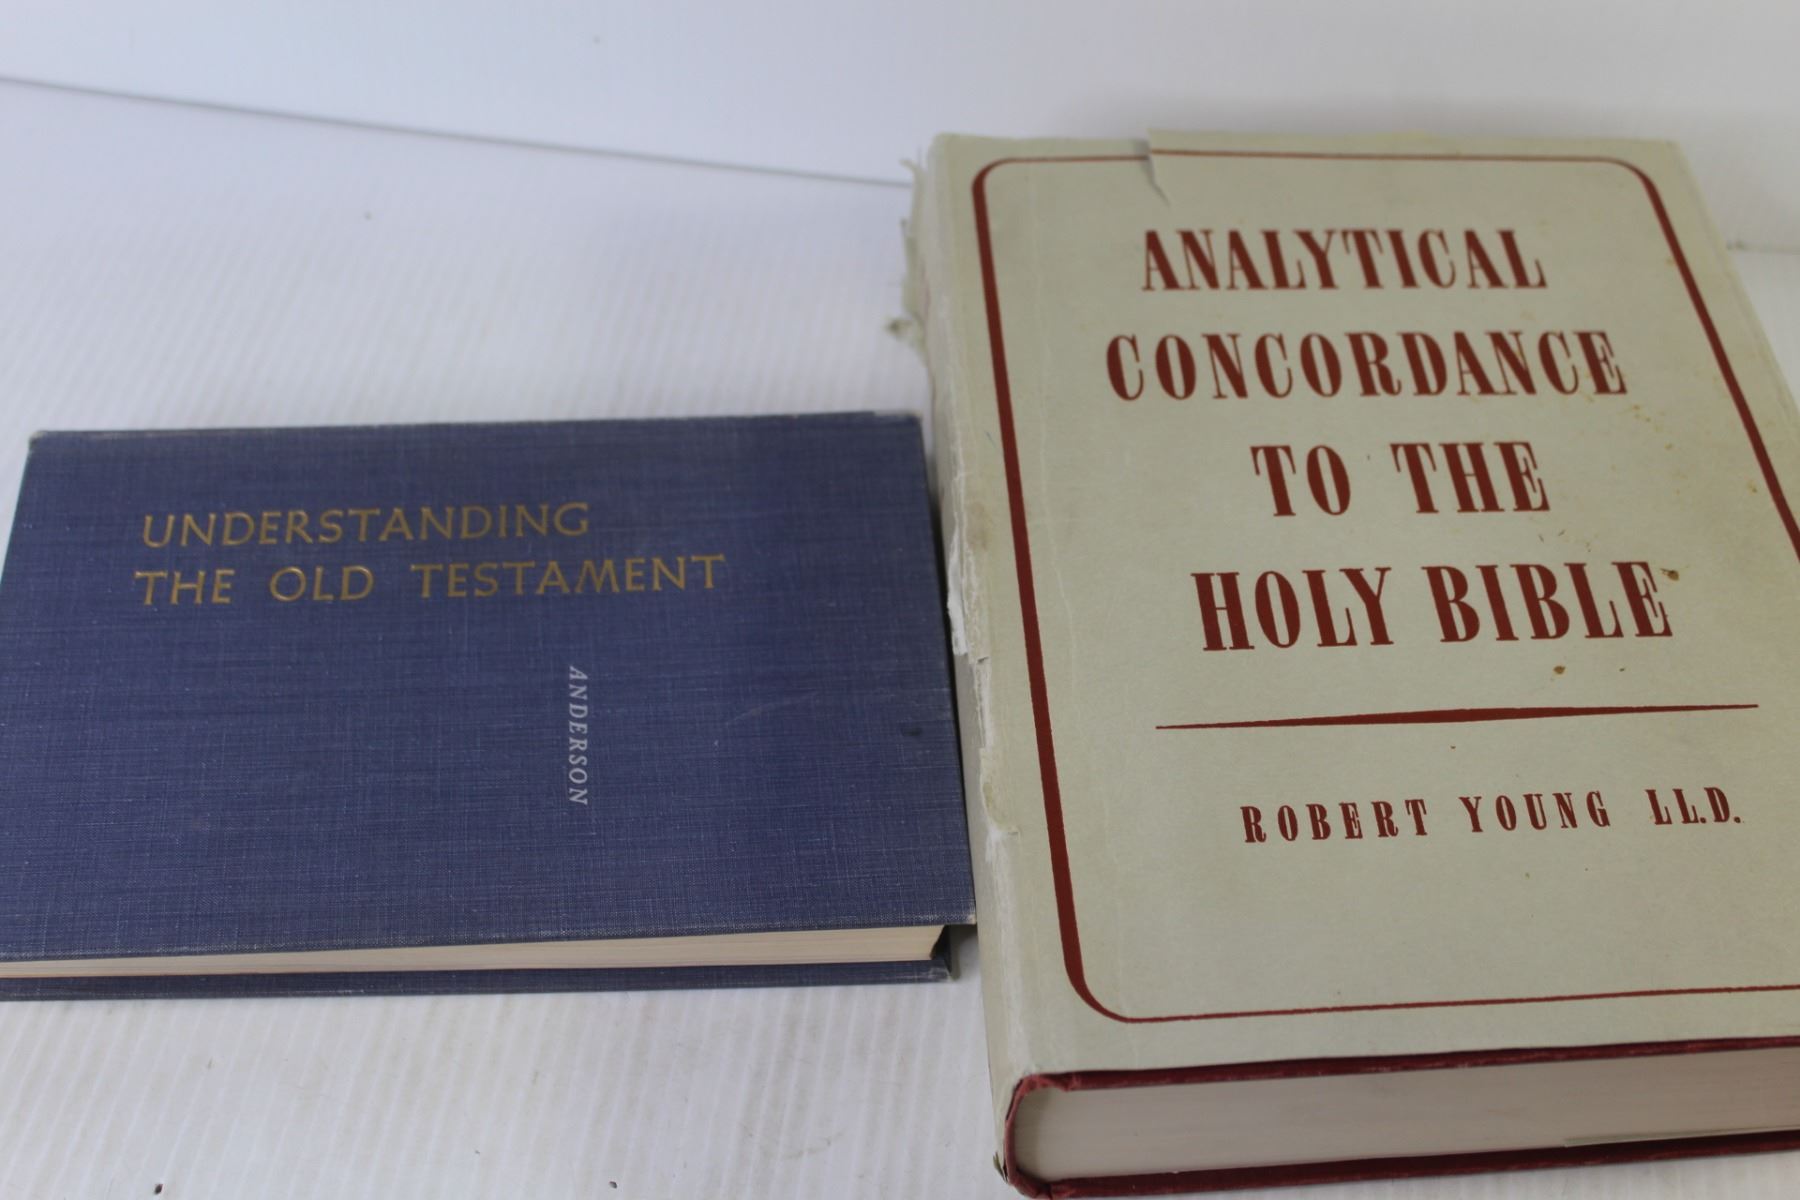 UNDERSTANDING
THE OLD TESTAMENT
ANDERSON
ANALYTICAL
CONCORDANCE
TO THE
HOLY BIBLE
ROBERT YOUNG LL.D.